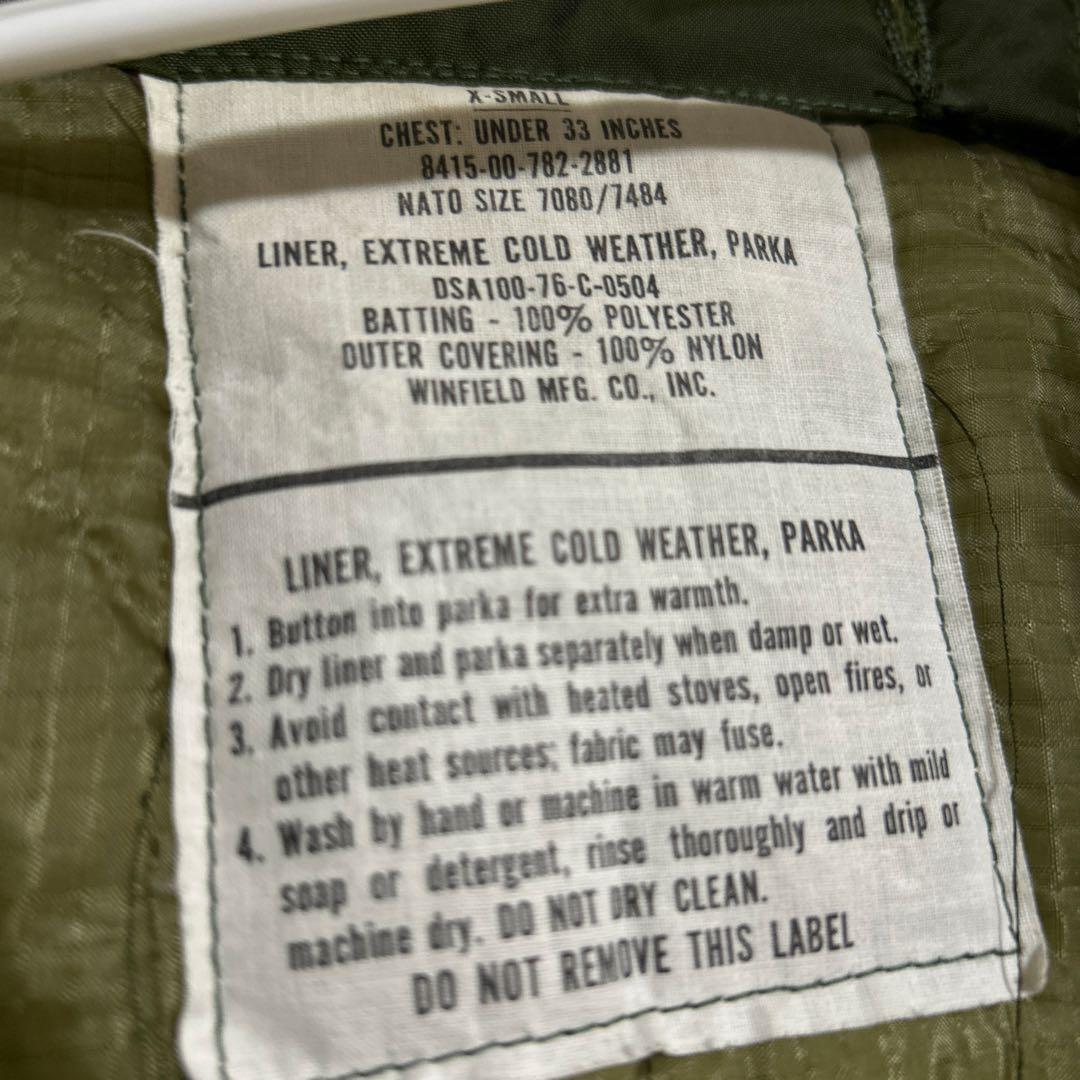 X-SMALL
CHEST: UNDER 33 INCHES
8415-00-782-2881
NATO SIZE 7080/7484
LINER, EXTREME COLD WEATHER, PARKA
DSA100-76-C-0504
BATTING - 100% POLYESTER
OUTER COVERING - 100% NYLON
WINFIELD MFG. CO., INC.
LINER, EXTREME COLD WEATHER, PARKA
1. Button into parka for extra warmth.
2. Dry liner and parka separately when damp or wet.
3. Avoid contact with heated stoves, open fires, or
other heat sources; fabric may fuse.
4. Wash by hand or machine in warm water with mild
soap or detergent, rinse thoroughly and drip or
machine dry. DO NOT DRY CLEAN.
DO NOT REMOVE THIS LABEL